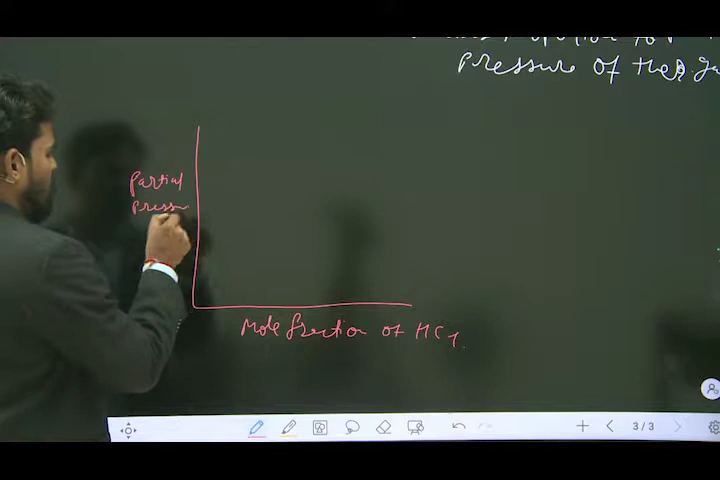 Pressure of the
Partial
Pressu
Mole fraction of HCl
3/3